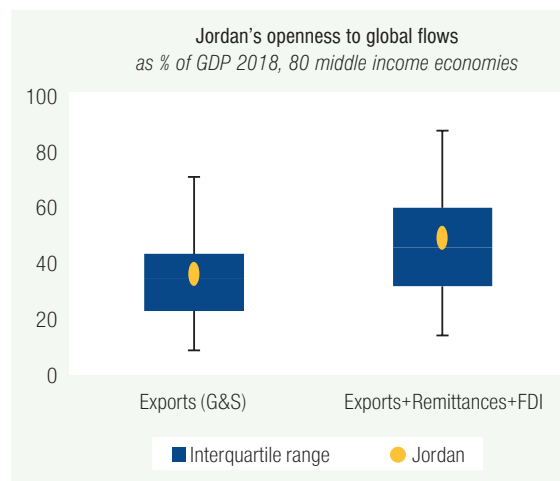 Jordan’s openness to global flows
as % of GDP 2018, 80 middle income economies
100
80
60
40
20
0
Exports (G&S)
Exports+Remittances+FDI
Interquartile range
Jordan